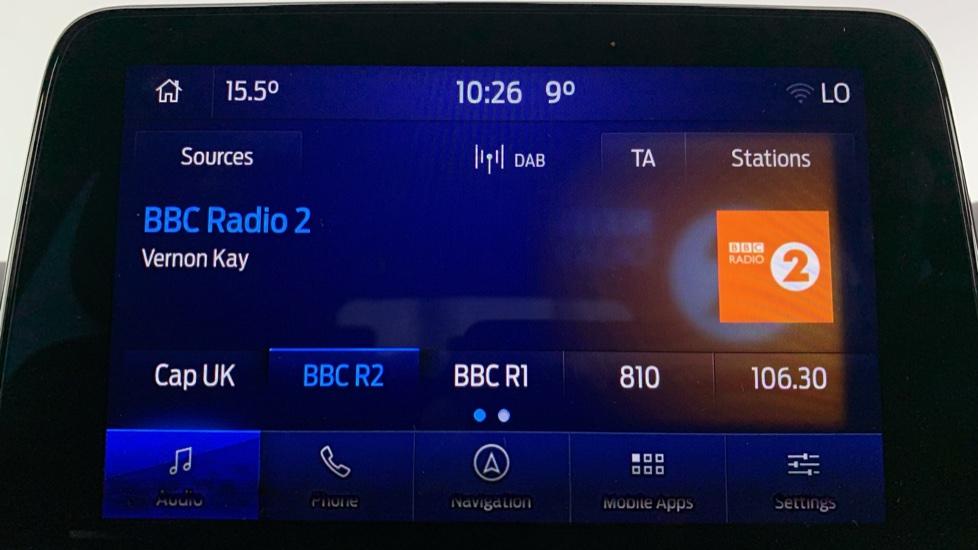 15.5º 10:26 9º LO
Sources DAB TA Stations
BBC Radio 2
Vernon Kay
BBC
RADIO 2
Cap UK BBC R2 BBC R1 810 106.30
Audio Phone Navigation Mobile Apps Settings